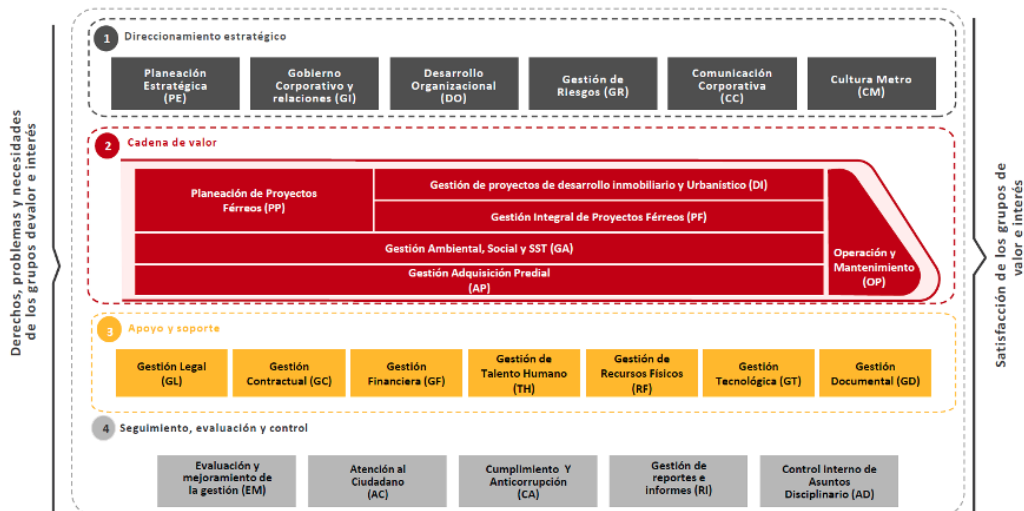 Derechos, problemas y necesidades
de los grupos de valor e interés
1 Direccionamiento estratégico
Planeación
Estratégica
(PE)
Gobierno
Corporativo y
relaciones (GI)
Desarrollo
Organizacional
(DO)
Gestión de
Riesgos (GR)
Comunicación
Corporativa
(CC)
Cultura Metro
(CM)
2 Cadena de valor
Planeación de Proyectos
Férreos (PP)
Gestión de proyectos de desarrollo inmobiliario y Urbanístico (DI)
Gestión Integral de Proyectos Férreos (PF)
Gestión Ambiental, Social y SST (GA)
Gestión Adquisición Predial
(AP)
Operación y
Mantenimiento
(OP)
3 Apoyo y soporte
Gestión Legal
(GL)
Gestión
Contractual (GC)
Gestión
Financiera (GF)
Gestión de
Talento Humano
(TH)
Gestión de
Recursos Físicos
(RF)
Gestión
Tecnológica (GT)
Gestión
Documental (GD)
4 Seguimiento, evaluación y control
Evaluación y
mejoramiento de
la gestión (EM)
Atención al
Ciudadano
(AC)
Cumplimiento Y
Anticorrupción
(CA)
Gestión de
reportes e
informes (RI)
Control Interno de
Asuntos
Disciplinario (AD)
Satisfacción de los grupos de
valor e interés